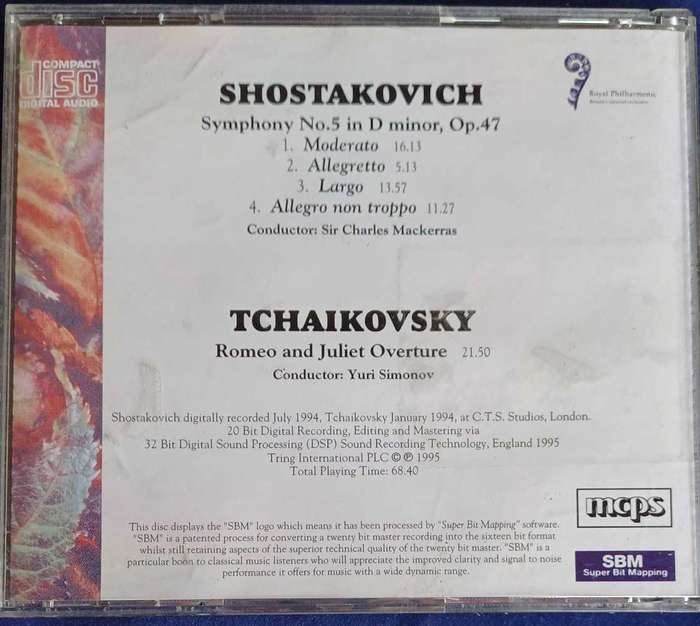 COMPACT
disc
DIGITAL AUDIO
SHOSTAKOVICH
Symphony No.5 in D minor, Op.47
1. Moderato 16.13
2. Allegretto 5.13
3. Largo 13.57
4. Allegro non troppo 11.27
Conductor: Sir Charles Mackerras
Royal Philharmonic
Britain's national orchestra
TCHAIKOVSKY
Romeo and Juliet Overture 21.50
Conductor: Yuri Simonov
Shostakovich digitally recorded July 1994, Tchaikovsky January 1994, at C.T.S. Studios, London.
20 Bit Digital Recording, Editing and Mastering via
32 Bit Digital Sound Processing (DSP) Sound Recording Technology, England 1995
Tring International PLC © ℗ 1995
Total Playing Time: 68.40
mcps
This disc displays the "SBM" logo which means it has been processed by "Super Bit Mapping" software.
"SBM" is a patented process for converting a twenty bit master recording into the sixteen bit format
whilst still retaining aspects of the superior technical quality of the twenty bit master. "SBM" is a
particular boon to classical music listeners who will appreciate the improved clarity and signal to noise
performance it offers for music with a wide dynamic range.
SBM
Super Bit Mapping